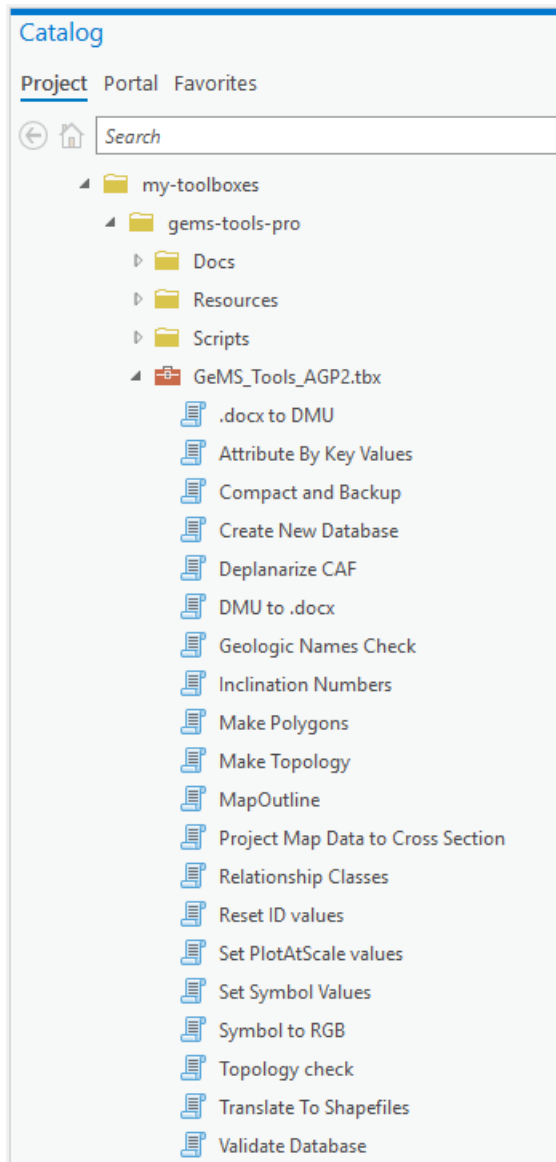 Catalog
Project Portal Favorites
Search
my-toolboxes
gems-tools-pro
Docs
Resources
Scripts
GeMS_Tools_AGP2.tbx
.docx to DMU
Attribute By Key Values
Compact and Backup
Create New Database
Deplanarize CAF
DMU to .docx
Geologic Names Check
Inclination Numbers
Make Polygons
Make Topology
MapOutline
Project Map Data to Cross Section
Relationship Classes
Reset ID values
Set PlotAtScale values
Set Symbol Values
Symbol to RGB
Topology check
Translate To Shapefiles
Validate Database